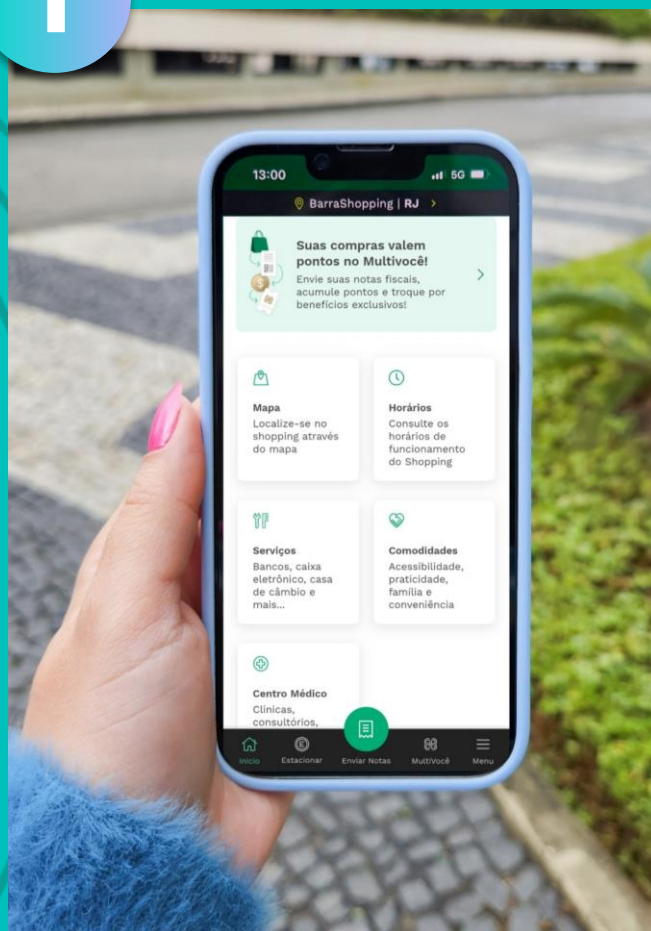 1
13:00
5G
BarraShopping | RJ >
Suas compras valem
pontos no Multivocê!
Envie suas notas fiscais,
acumule pontos e troque por
benefícios exclusivos!
Mapa
Localize-se no
shopping através
do mapa
Horários
Consulte os
horários de
funcionamento
do Shopping
Serviços
Bancos, caixa
eletrônico, casa
de câmbio e
mais...
Comodidades
Acessibilidade,
praticidade,
família e
conveniência
Centro Médico
Clínicas,
consultórios,
Início
Estacionar
Enviar Notas
MultiVocê
Menu